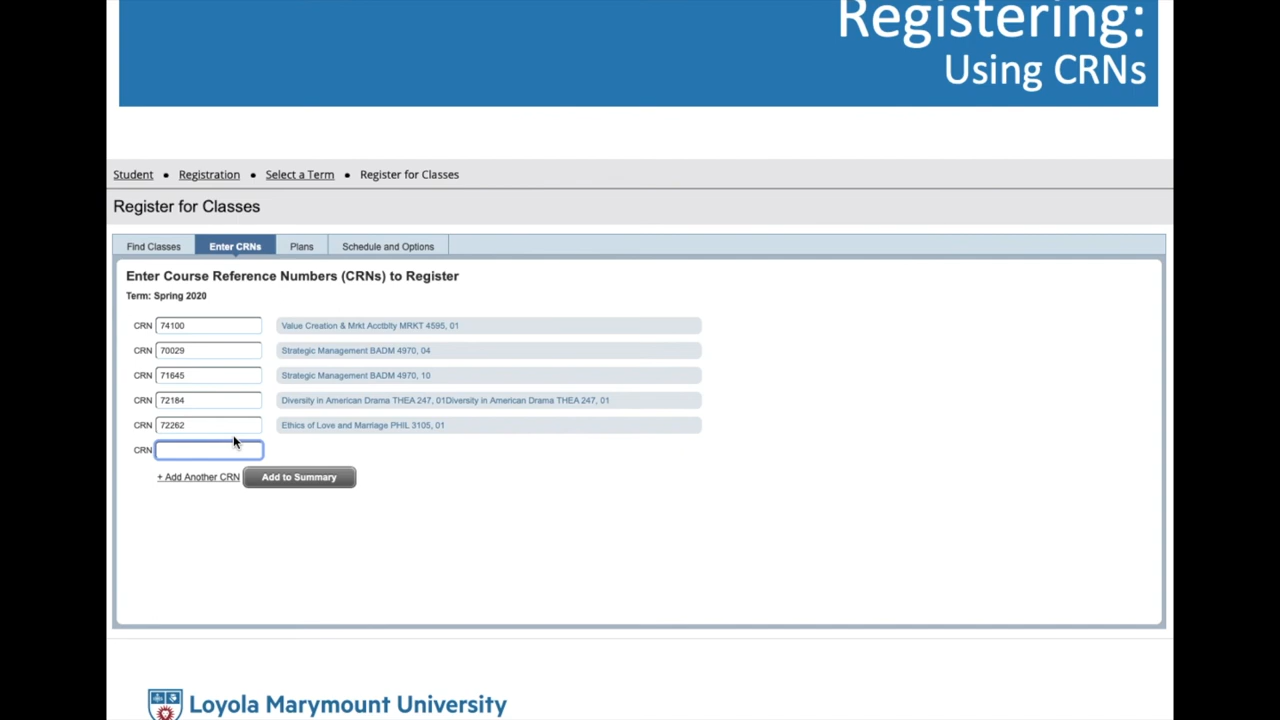 Registering:
Using CRNs
Student • Registration • Select a Term • Register for Classes
Register for Classes
Find Classes Enter CRNs Plans Schedule and Options
Enter Course Reference Numbers (CRNs) to Register
Term: Spring 2020
CRN 74100 Value Creation & Mrkt Acctblty MRKT 4595, 01
CRN 70029 Strategic Management BADM 4970, 04
CRN 71645 Strategic Management BADM 4970, 10
CRN 72184 Diversity in American Drama THEA 247, 01Diversity in American Drama THEA 247, 01
CRN 72262 Ethics of Love and Marriage PHIL 3105, 01
CRN
+ Add Another CRN Add to Summary
Loyola Marymount University